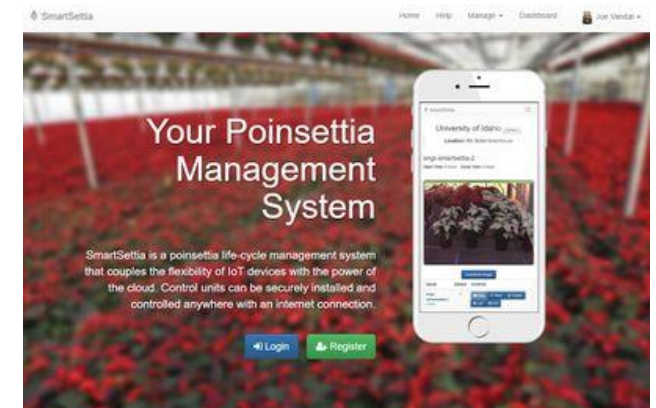 SmartSettia
Home Help Manage Dashboard Joe Vandal
Your Poinsettia
Management
System
SmartSettia is a poinsettia life-cycle management system
that couples the flexibility of IoT devices with the power of
the cloud. Control units can be securely installed and
controlled anywhere with an internet connection.
Login Register
University of Idaho
Location: